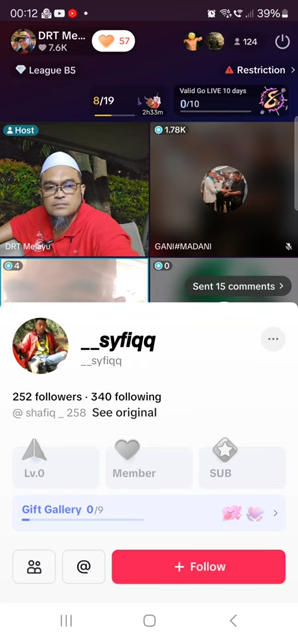 00:12
39%
DRT Me...
7.6K
57
124
League B5
Restriction
8/19
2h33m
Valid Go LIVE 10 days
0/10
Host
1.78K
DRT Melayu
GANI#MADANI
4
0
Sent 15 comments
__syfiqq
__syfiqq
252 followers · 340 following
@ shafiq _ 258 See original
Lv.0
Member
SUB
Gift Gallery 0/9
@
+ Follow